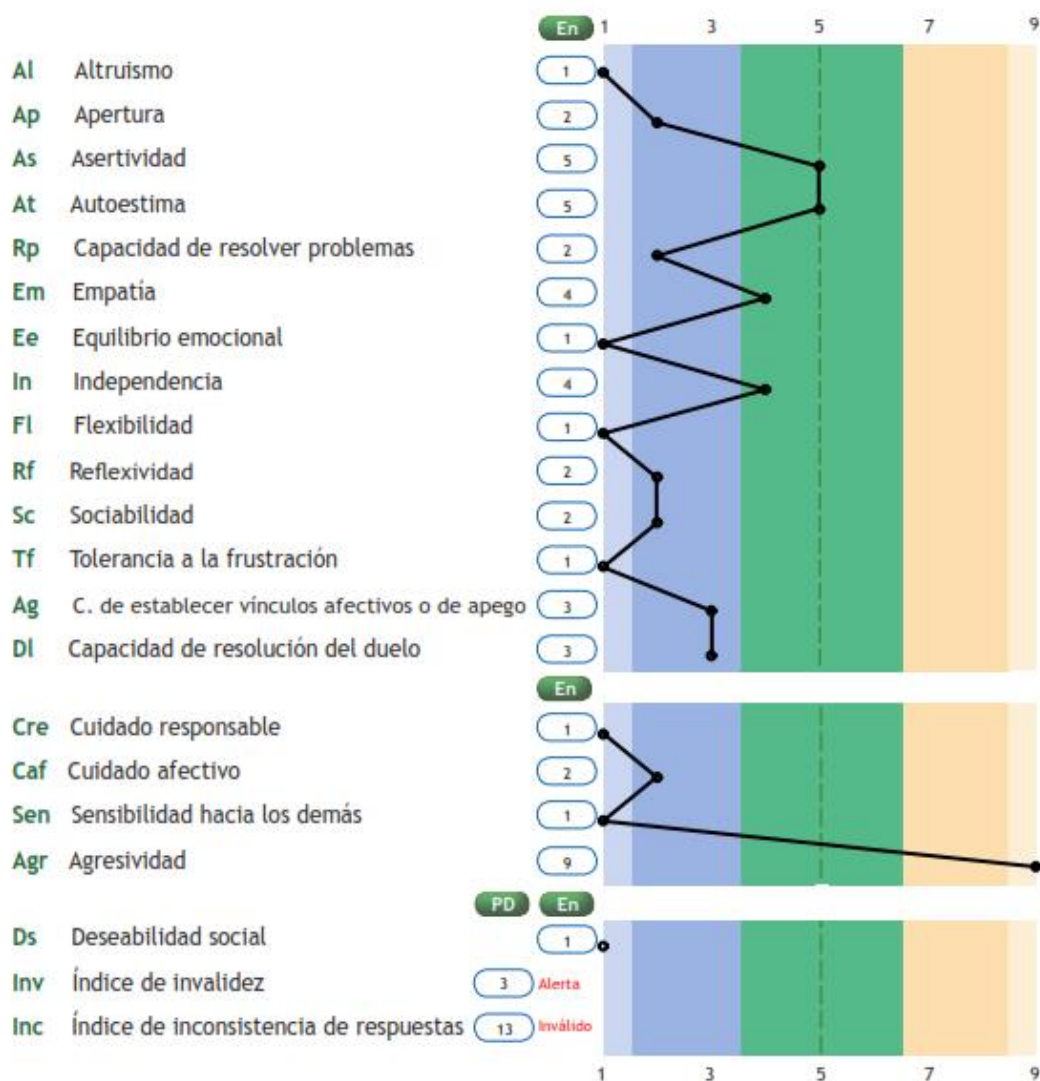 En 1 3 5 7 9
Al Altruismo 1
Ap Apertura 2
As Asertividad 5
At Autoestima 5
Rp Capacidad de resolver problemas 2
Em Empatía 4
Ee Equilibrio emocional 1
In Independencia 4
Fl Flexibilidad 1
Rf Reflexividad 2
Sc Sociabilidad 2
Tf Tolerancia a la frustración 1
Ag C. de establecer vínculos afectivos o de apego 3
Dl Capacidad de resolución del duelo 3
En
Cre Cuidado responsable 1
Caf Cuidado afectivo 2
Sen Sensibilidad hacia los demás 1
Agr Agresividad 9
PD En
Ds Deseabilidad social 1
Inv Índice de invalidez 3 Alerta
Inc Índice de inconsistencia de respuestas 13 Inválido
1 3 5 7 9